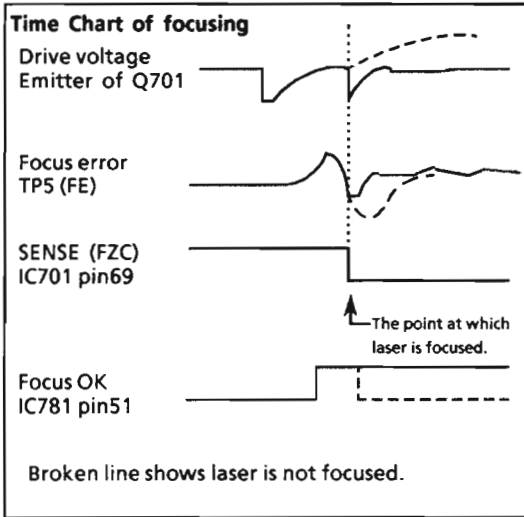 Time Chart of focusing
Drive voltage
Emitter of Q701
Focus error
TP5 (FE)
SENSE (FZC)
IC701 pin69
The point at which
laser is focused.
Focus OK
IC781 pin51
Broken line shows laser is not focused.